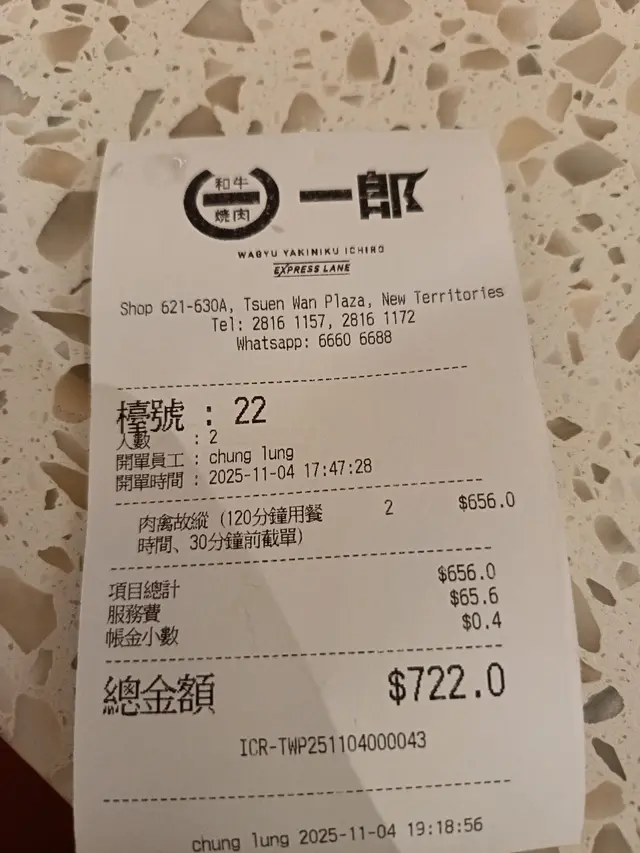 和牛
燒肉
一郎
WAGYU YAKINIKU ICHIRO
EXPRESS LANE
Shop 621-630A, Tsuen Wan Plaza, New Territories
Tel: 2816 1157, 2816 1172
Whatsapp: 6660 6688
檯號 : 22
人數 : 2
開單員工 : chung lung
開單時間 : 2025-11-04 17:47:28
肉禽故縱 (120分鐘用餐 2 $656.0
時間、30分鐘前截單)
項目總計 $656.0
服務費 $65.6
帳金小數 $0.4
總金額 $722.0
ICR-TWP251104000043
chung lung 2025-11-04 19:18:56